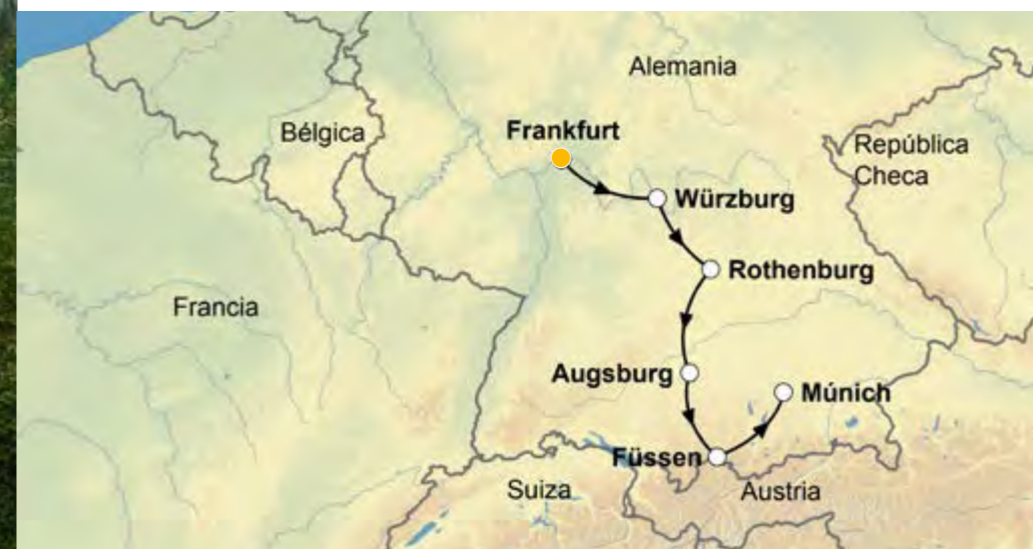 Alemania
Frankfurt
Bélgica
República
Checa
Würzburg
Rothenburg
Francia
Augsburg
Múnich
Füssen
Suiza
Austria